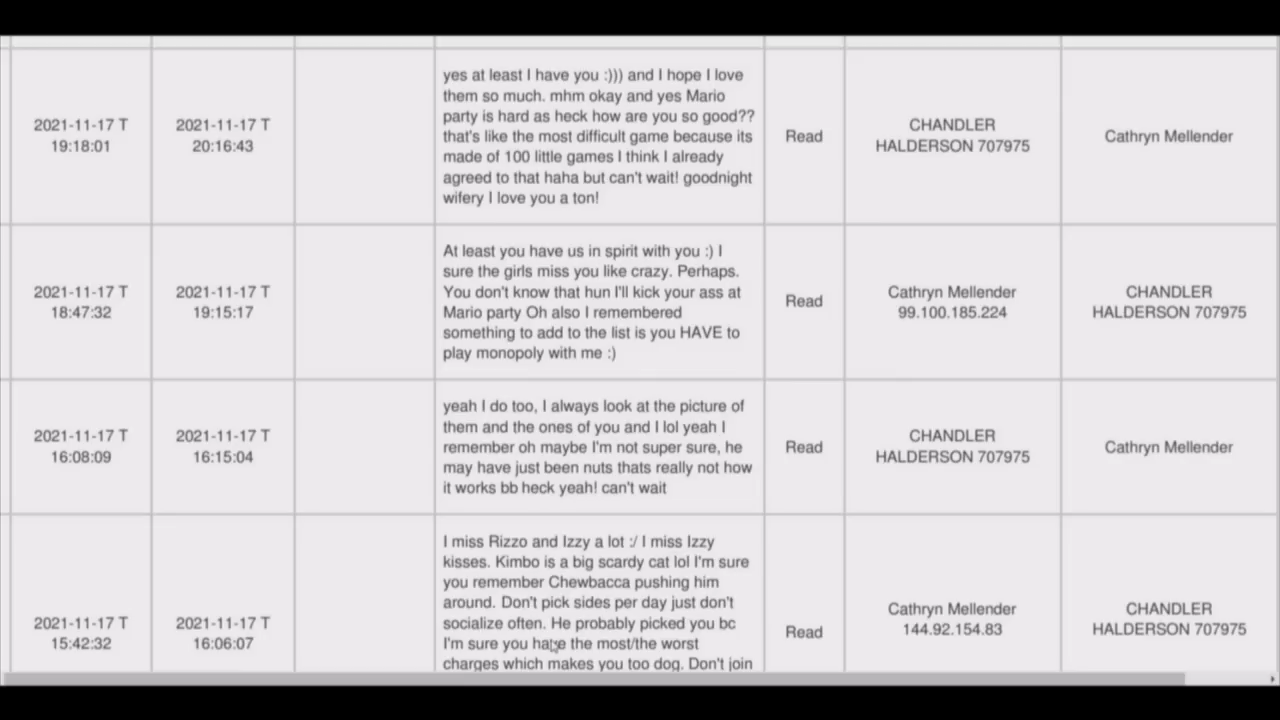 2021-11-17 T
19:18:01
2021-11-17 T
20:16:43
yes at least I have you :))) and I hope I love
them so much. mhm okay and yes Mario
party is hard as heck how are you so good??
that's like the most difficult game because its
made of 100 little games I think I already
agreed to that haha but can't wait! goodnight
wifery I love you a ton!
Read
CHANDLER
HALDERSON 707975
Cathryn Mellender
2021-11-17 T
18:47:32
2021-11-17 T
19:15:17
At least you have us in spirit with you :) I
sure the girls miss you like crazy. Perhaps.
You don't know that hun I'll kick your ass at
Mario party Oh also I remembered
something to add to the list is you HAVE to
play monopoly with me :)
Read
Cathryn Mellender
99.100.185.224
CHANDLER
HALDERSON 707975
2021-11-17 T
16:08:09
2021-11-17 T
16:15:04
yeah I do too, I always look at the picture of
them and the ones of you and I lol yeah I
remember oh maybe I'm not super sure, he
may have just been nuts thats really not how
it works bb heck yeah! can't wait
Read
CHANDLER
HALDERSON 707975
Cathryn Mellender
2021-11-17 T
15:42:32
2021-11-17 T
16:06:07
I miss Rizzo and Izzy a lot :/ I miss Izzy
kisses. Kimbo is a big scardy cat lol I'm sure
you remember Chewbacca pushing him
around. Don't pick sides per day just don't
socialize often. He probably picked you bc
I'm sure you have the most/the worst
charges which makes you too dog. Don't join
Read
Cathryn Mellender
144.92.154.83
CHANDLER
HALDERSON 707975